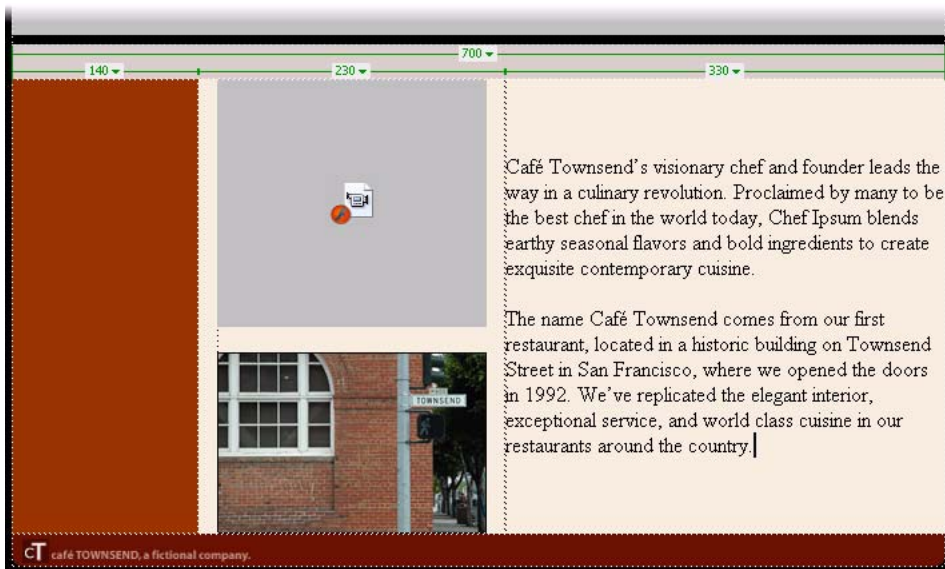 700
140 230 330
Café Townsend's visionary chef and founder leads the
way in a culinary revolution. Proclaimed by many to be
the best chef in the world today, Chef Ipsum blends
earthy seasonal flavors and bold ingredients to create
exquisite contemporary cuisine.
The name Café Townsend comes from our first
restaurant, located in a historic building on Townsend
Street in San Francisco, where we opened the doors
in 1992. We've replicated the elegant interior,
exceptional service, and world class cuisine in our
restaurants around the country.
TOWNSEND
CT café TOWNSEND, a fictional company.